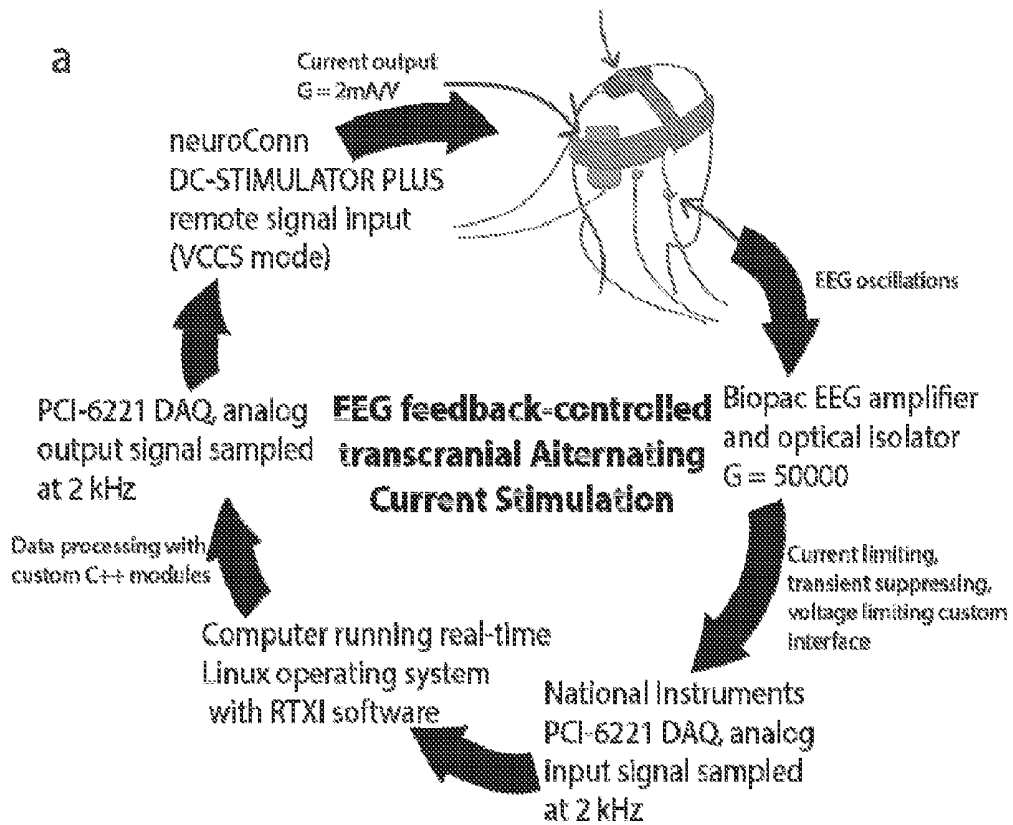 a
Current output
G = 2mA/V
neuroConn
DC-STIMULATOR PLUS
remote signal input
(VCCS mode)
EEG oscillations
Biopac EEG amplifier
and optical isolator
G = 50000
Current limiting,
transient suppressing,
voltage limiting custom
interface
National Instruments
PCI-6221 DAQ, analog
input signal sampled
at 2 kHz
Computer running real-time
Linux operating system
with RTXI software
Data processing with
custom C++ modules
PCI-6221 DAQ, analog
output signal sampled
at 2 kHz
EEG feedback-controlled
transcranial Alternating
Current Stimulation